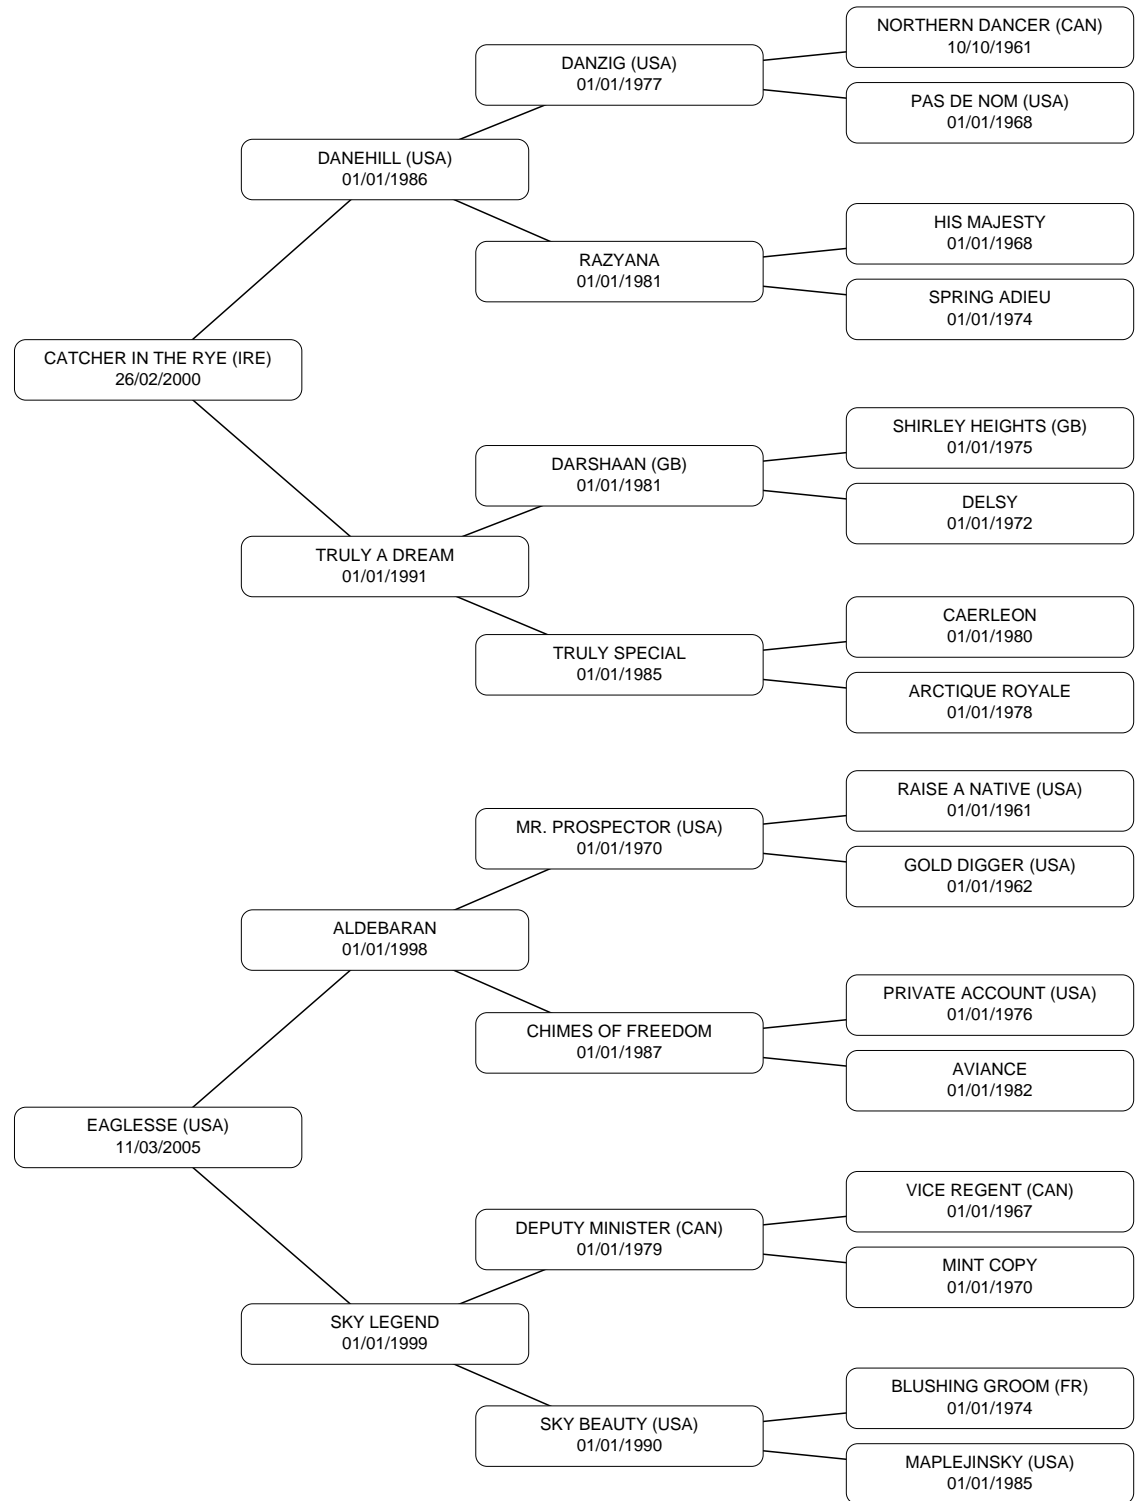 NORTHERN DANCER (CAN)
10/10/1961
DANZIG (USA)
01/01/1977
PAS DE NOM (USA)
01/01/1968
DANEHILL (USA)
01/01/1986
HIS MAJESTY
01/01/1968
RAZYANA
01/01/1981
SPRING ADIEU
01/01/1974
CATCHER IN THE RYE (IRE)
26/02/2000
SHIRLEY HEIGHTS (GB)
01/01/1975
DARSHAAN (GB)
01/01/1981
DELSY
01/01/1972
TRULY A DREAM
01/01/1991
CAERLEON
01/01/1980
TRULY SPECIAL
01/01/1985
ARCTIQUE ROYALE
01/01/1978
RAISE A NATIVE (USA)
01/01/1961
MR. PROSPECTOR (USA)
01/01/1970
GOLD DIGGER (USA)
01/01/1962
ALDEBARAN
01/01/1998
PRIVATE ACCOUNT (USA)
01/01/1976
CHIMES OF FREEDOM
01/01/1987
AVIANCE
01/01/1982
EAGLESSE (USA)
11/03/2005
VICE REGENT (CAN)
01/01/1967
DEPUTY MINISTER (CAN)
01/01/1979
MINT COPY
01/01/1970
SKY LEGEND
01/01/1999
BLUSHING GROOM (FR)
01/01/1974
SKY BEAUTY (USA)
01/01/1990
MAPLEJINSKY (USA)
01/01/1985